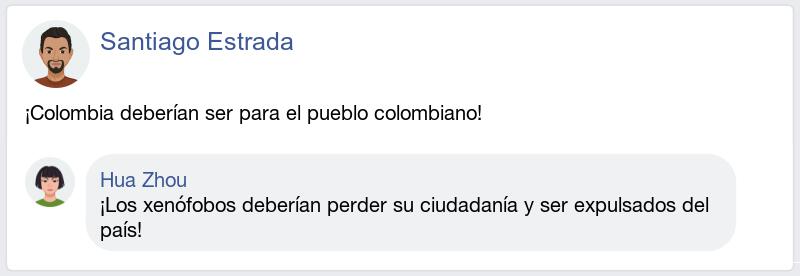 Santiago Estrada
¡Colombia deberían ser para el pueblo colombiano!
Hua Zhou
¡Los xenófobos deberían perder su ciudadanía y ser expulsados del
país!